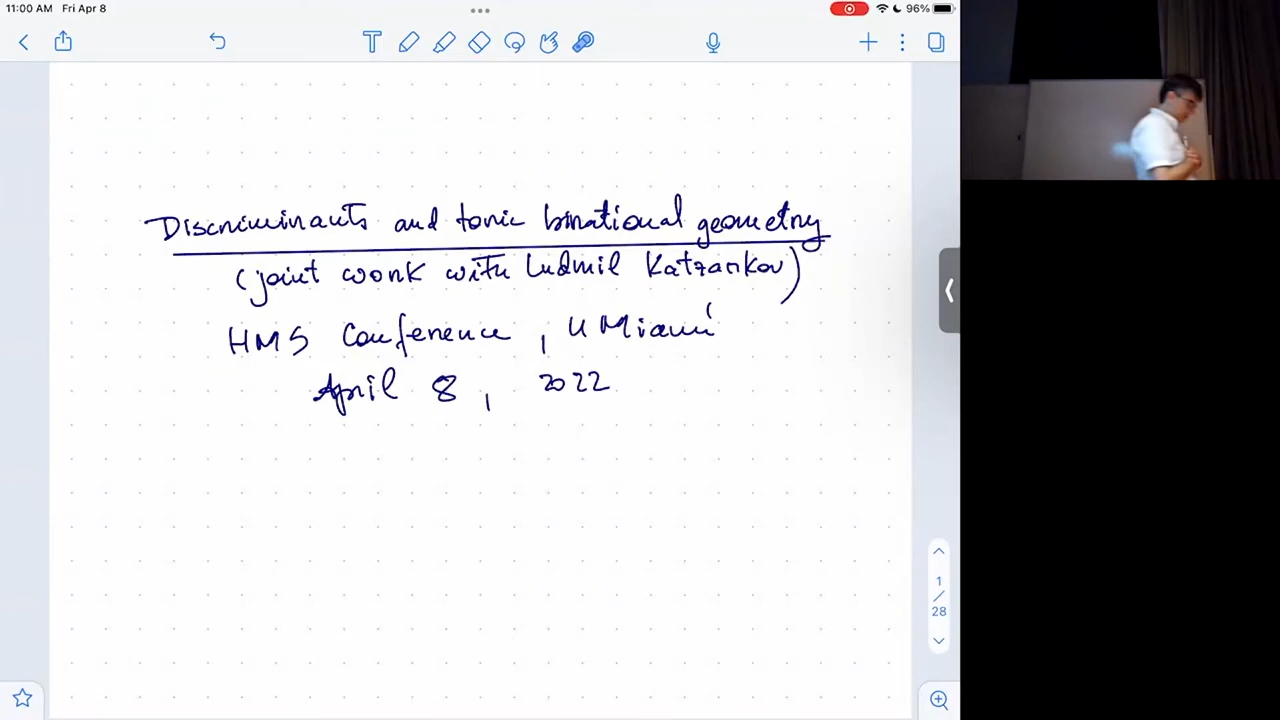 11:00 AM Fri Apr 8
96%
Discriminants and toric birational geometry
(joint work with Ludmil Katzarkov)
HMS Conference, U Miami
April 8, 2022
1
/
28